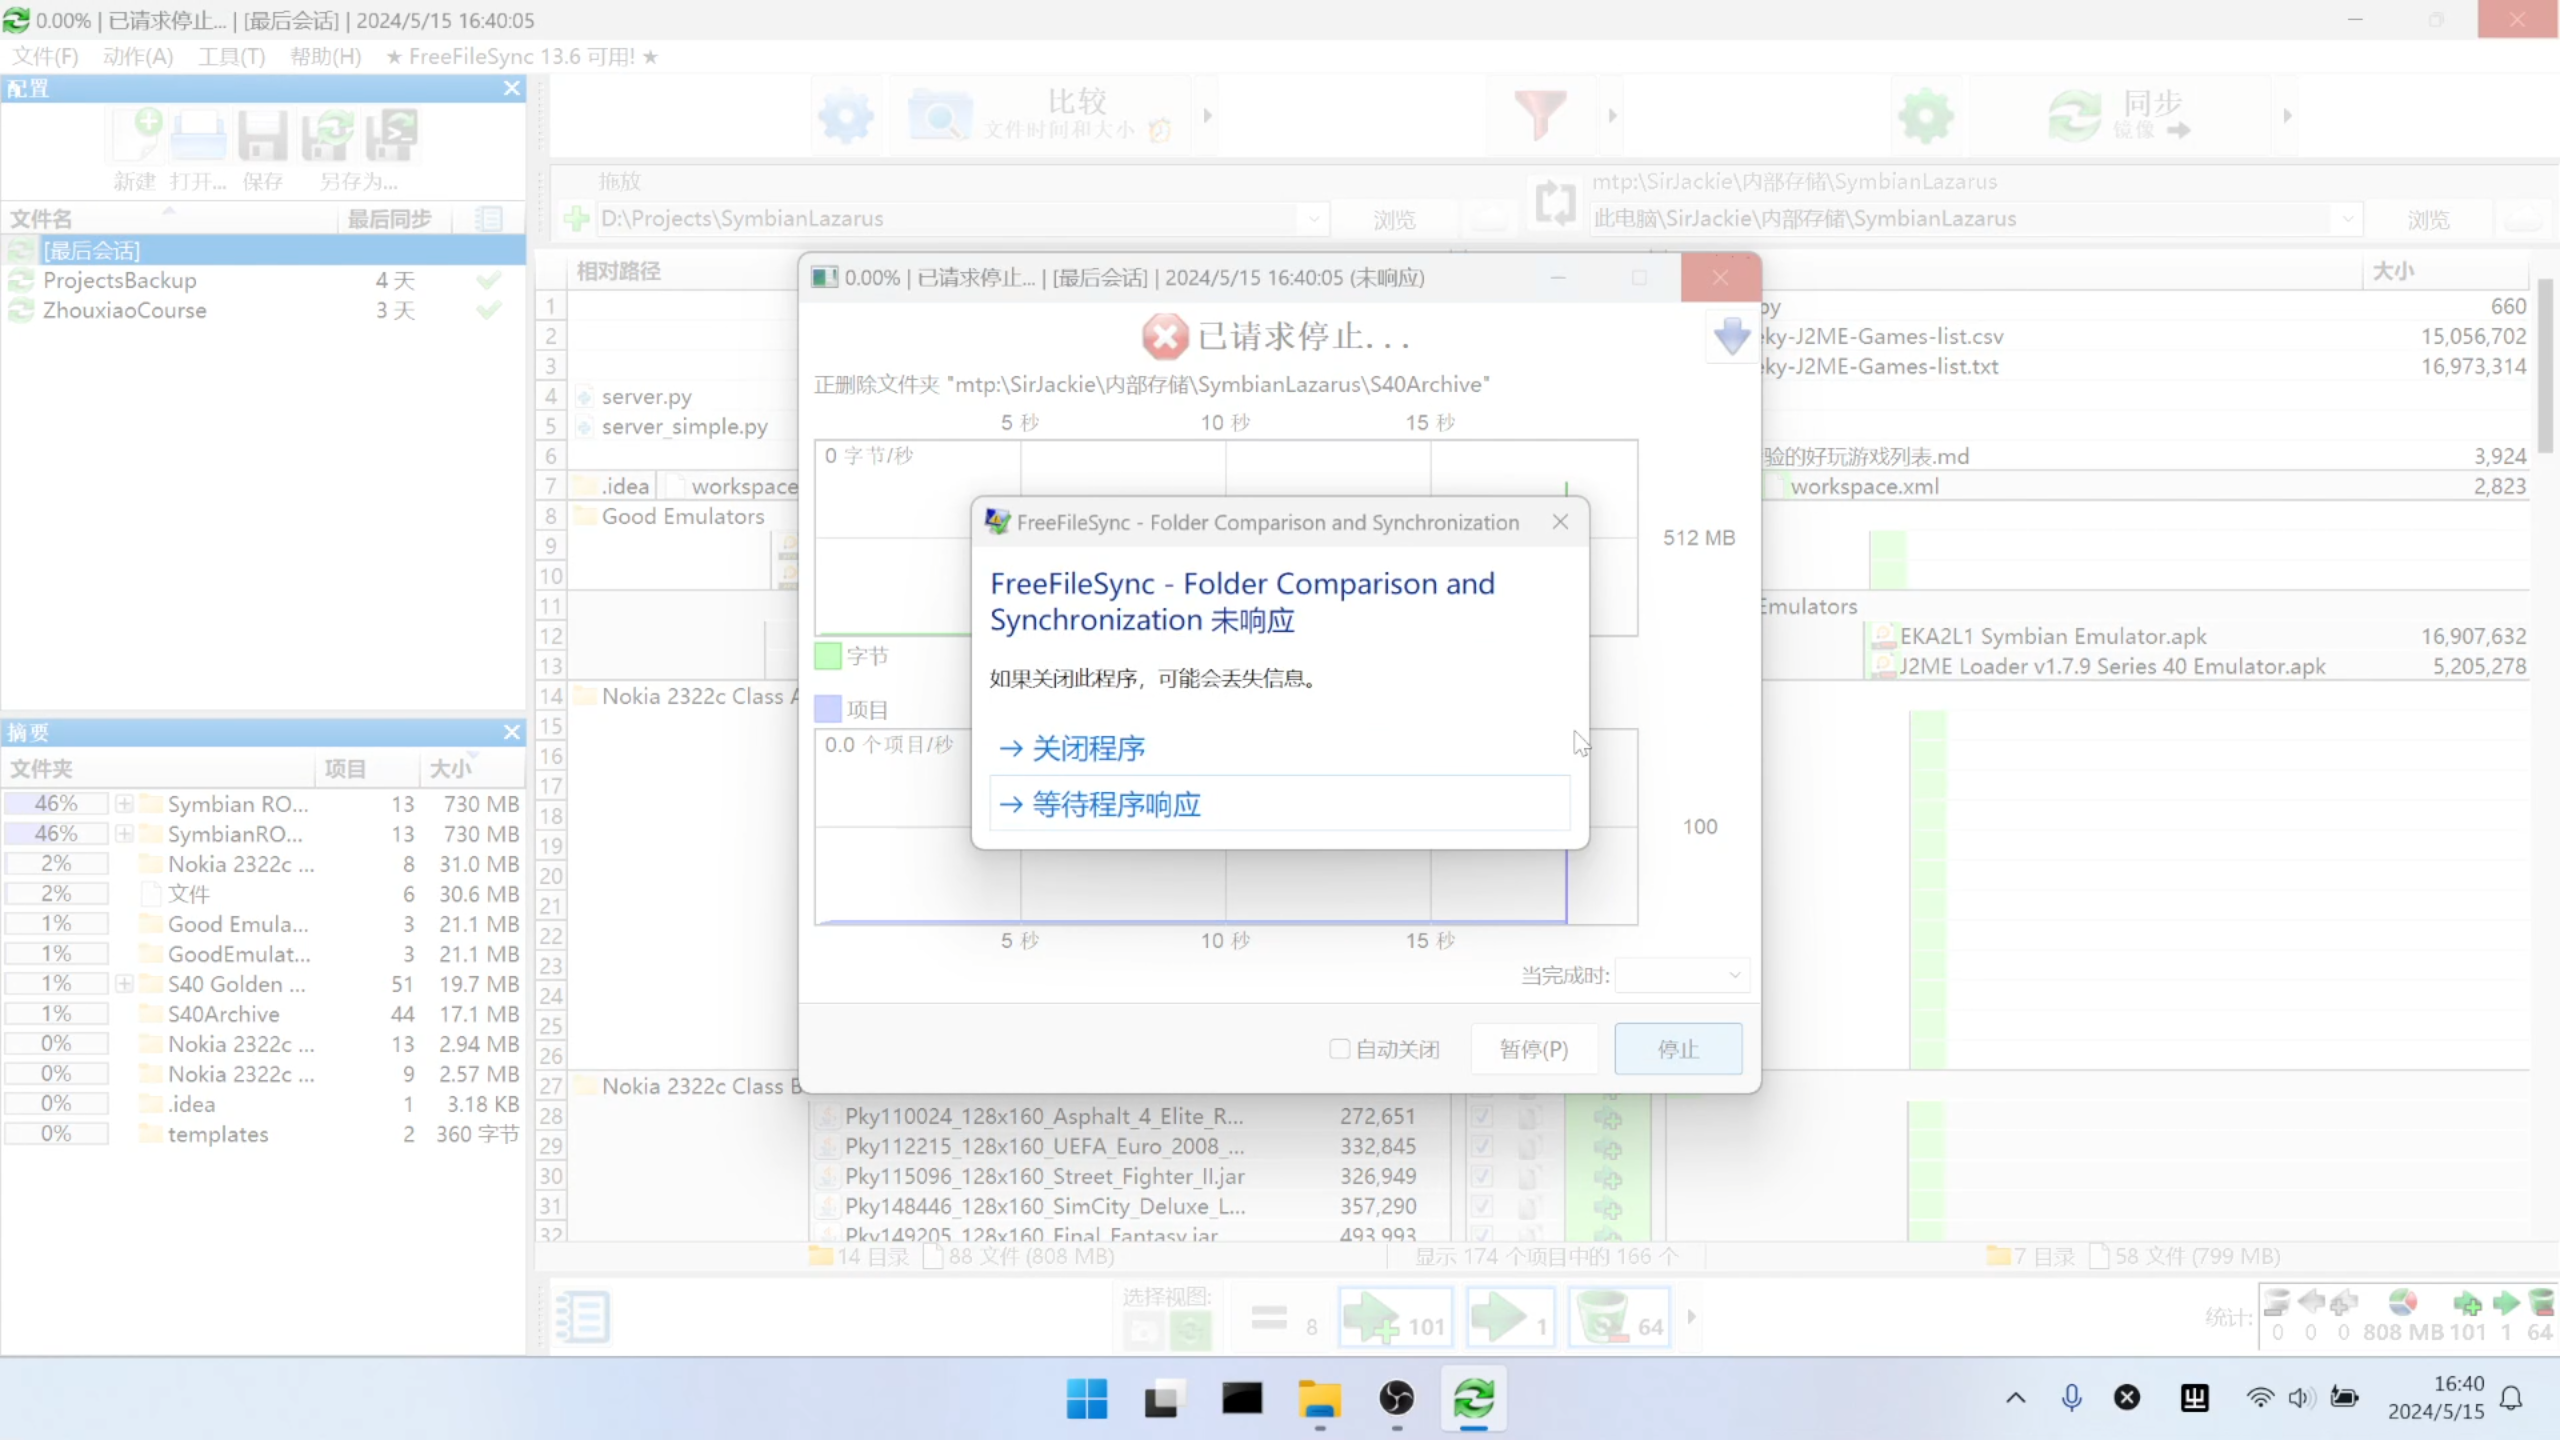 0.00% | 已请求停止... | [最后会话] | 2024/5/15 16:40:05
文件(F) 动作(A) 工具(T) 帮助(H) ★ FreeFileSync 13.6 可用! ★
配置
新建 打开... 保存 另存为...
文件名 最后同步
[最后会话]
ProjectsBackup 4 天
ZhouxiaoCourse 3 天
比较
文件时间和大小
同步
镜像
拖放
D:\Projects\SymbianLazarus 浏览
mtp:\SirJackie\内部存储\SymbianLazarus
此电脑\SirJackie\内部存储\SymbianLazarus 浏览
相对路径
1
2
3
4 server.py
5 server_simple.py
6
7 .idea workspace
8 Good Emulators
9
10
11
12
13
14 Nokia 2322c Class A
15
16
17
18
19
20
21
22
23
24
25
26
27 Nokia 2322c Class B
28 Pky110024_128x160_Asphalt_4_Elite_R... 272,651
29 Pky112215_128x160_UEFA_Euro_2008_... 332,845
30 Pky115096_128x160_Street_Fighter_II.jar 326,949
31 Pky148446_128x160_SimCity_Deluxe_L... 357,290
32 Pky149205_128x160_Final_Fantasy.jar 493,993
14 目录 88 文件 (808 MB)
显示 174 个项目中的 166 个
7 目录 58 文件 (799 MB)
大小
py 660
ky-J2ME-Games-list.csv 15,056,702
ky-J2ME-Games-list.txt 16,973,314
验的好玩游戏列表.md 3,924
workspace.xml 2,823
Emulators
EKA2L1 Symbian Emulator.apk 16,907,632
J2ME Loader v1.7.9 Series 40 Emulator.apk 5,205,278
0.00% | 已请求停止... | [最后会话] | 2024/5/15 16:40:05 (未响应)
已请求停止...
正删除文件夹 "mtp:\SirJackie\内部存储\SymbianLazarus\S40Archive"
5 秒 10 秒 15 秒
0 字节/秒
512 MB
字节
项目
0.0 个项目/秒
100
5 秒 10 秒 15 秒
当完成时:
自动关闭 暂停(P) 停止
FreeFileSync - Folder Comparison and Synchronization
FreeFileSync - Folder Comparison and
Synchronization 未响应
如果关闭此程序，可能会丢失信息。
→ 关闭程序
→ 等待程序响应
摘要
文件夹 项目 大小
46% Symbian RO... 13 730 MB
46% SymbianRO... 13 730 MB
2% Nokia 2322c ... 8 31.0 MB
2% 文件 6 30.6 MB
1% Good Emula... 3 21.1 MB
1% GoodEmulat... 3 21.1 MB
1% S40 Golden ... 51 19.7 MB
1% S40Archive 44 17.1 MB
0% Nokia 2322c ... 13 2.94 MB
0% Nokia 2322c ... 9 2.57 MB
0% .idea 1 3.18 KB
0% templates 2 360 字节
选择视图:
8 101 1 64
统计:
0 0 0 808 MB 101 1 64
16:40
2024/5/15